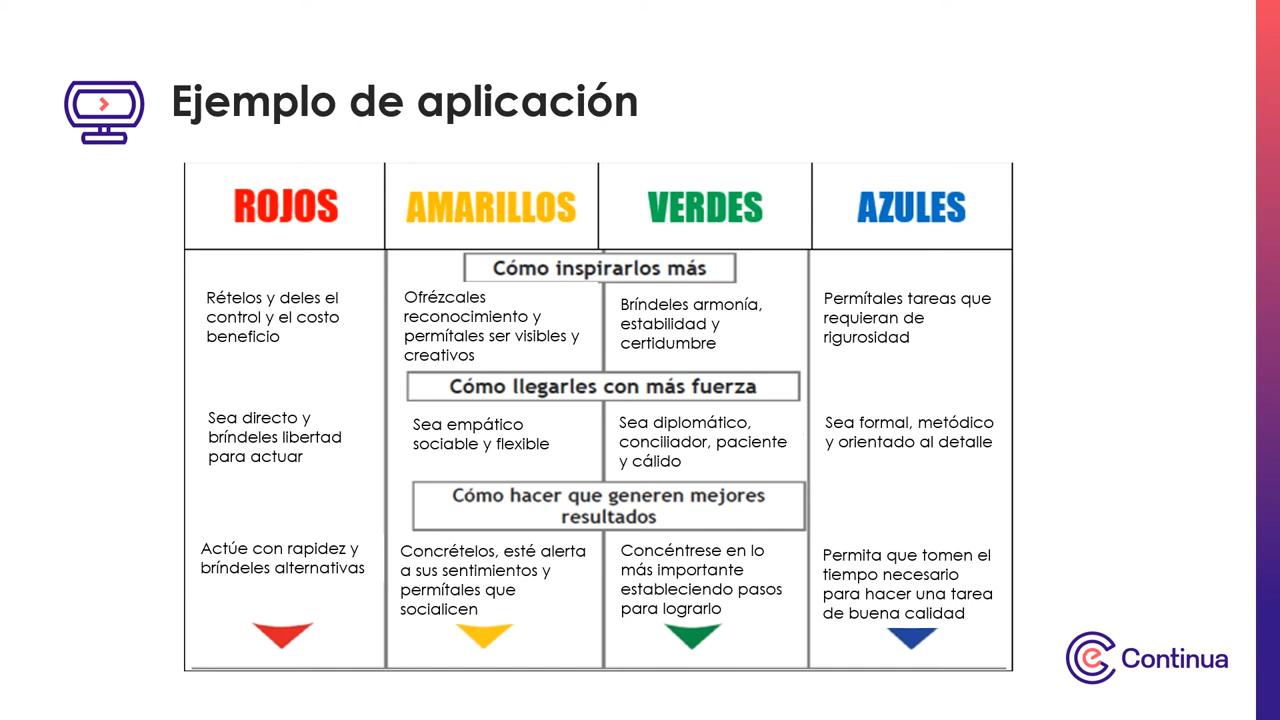 Ejemplo de aplicación
ROJOS
AMARILLOS
VERDES
AZULES
Cómo inspirarlos más
Rételos y deles el
control y el costo
beneficio
Ofrézcales
reconocimiento y
permítales ser visibles y
creativos
Bríndeles armonía,
estabilidad y
certidumbre
Permítales tareas que
requieran de
rigurosidad
Cómo llegarles con más fuerza
Sea directo y
bríndeles libertad
para actuar
Sea empático
sociable y flexible
Sea diplomático,
conciliador, paciente
y cálido
Sea formal, metódico
y orientado al detalle
Cómo hacer que generen mejores
resultados
Actúe con rapidez y
bríndeles alternativas
Concrételos, esté alerta
a sus sentimientos y
permítales que
socialicen
Concéntrese en lo
más importante
estableciendo pasos
para lograrlo
Permita que tomen el
tiempo necesario
para hacer una tarea
de buena calidad
e Continua